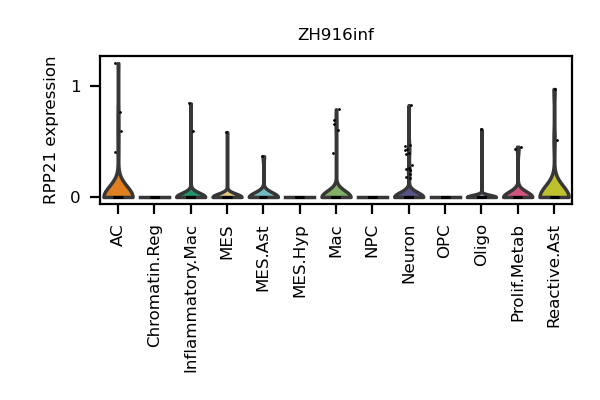 ZH916inf
RPP21 expression
1
0
AC
Chromatin.Reg
Inflammatory.Mac
MES
MES.Ast
MES.Hyp
Mac
NPC
Neuron
OPC
Oligo
Prolif.Metab
Reactive.Ast